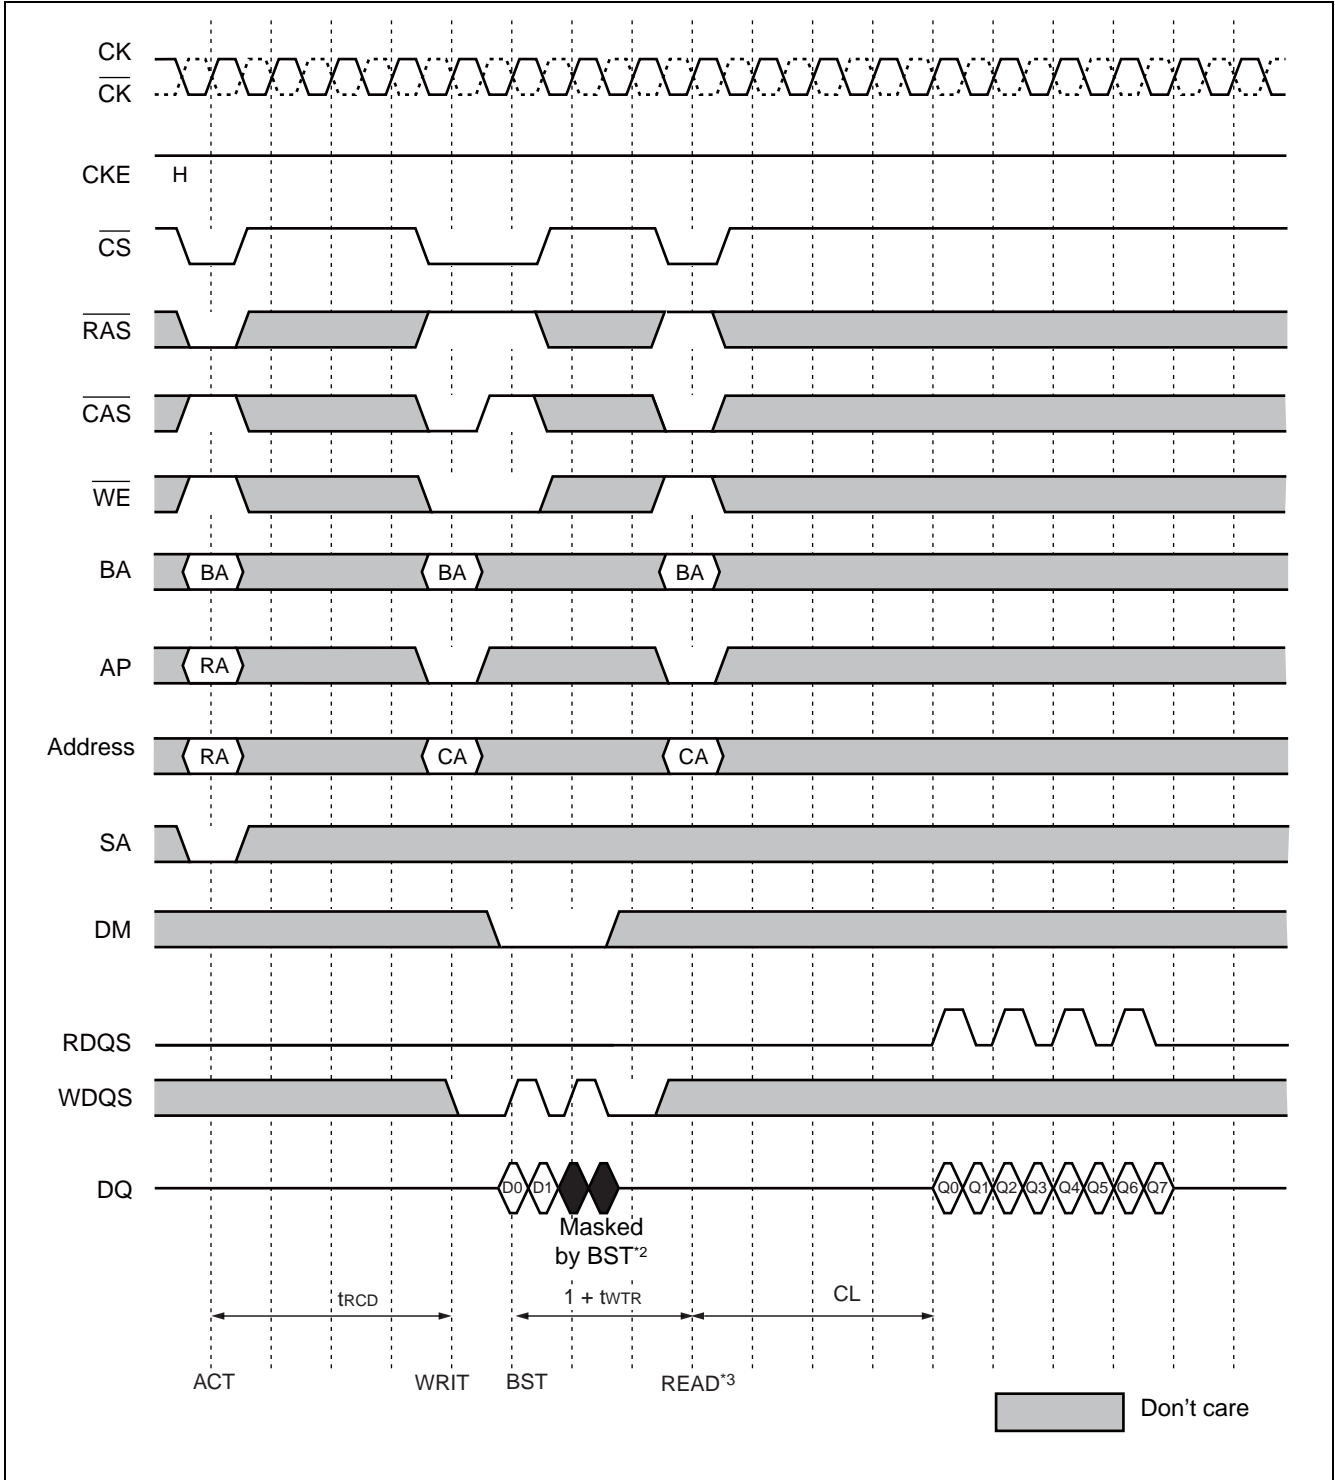 CK
CK
CKE H
CS
RAS
CAS
WE
BA BA BA BA
AP RA
Address RA CA CA
SA
DM
RDQS
WDQS
DQ D0 D1 Q0 Q1 Q2 Q3 Q4 Q5 Q6 Q7
Masked
by BST*2
tRCD 1 + tWTR CL
ACT WRIT BST READ*3
Don't care